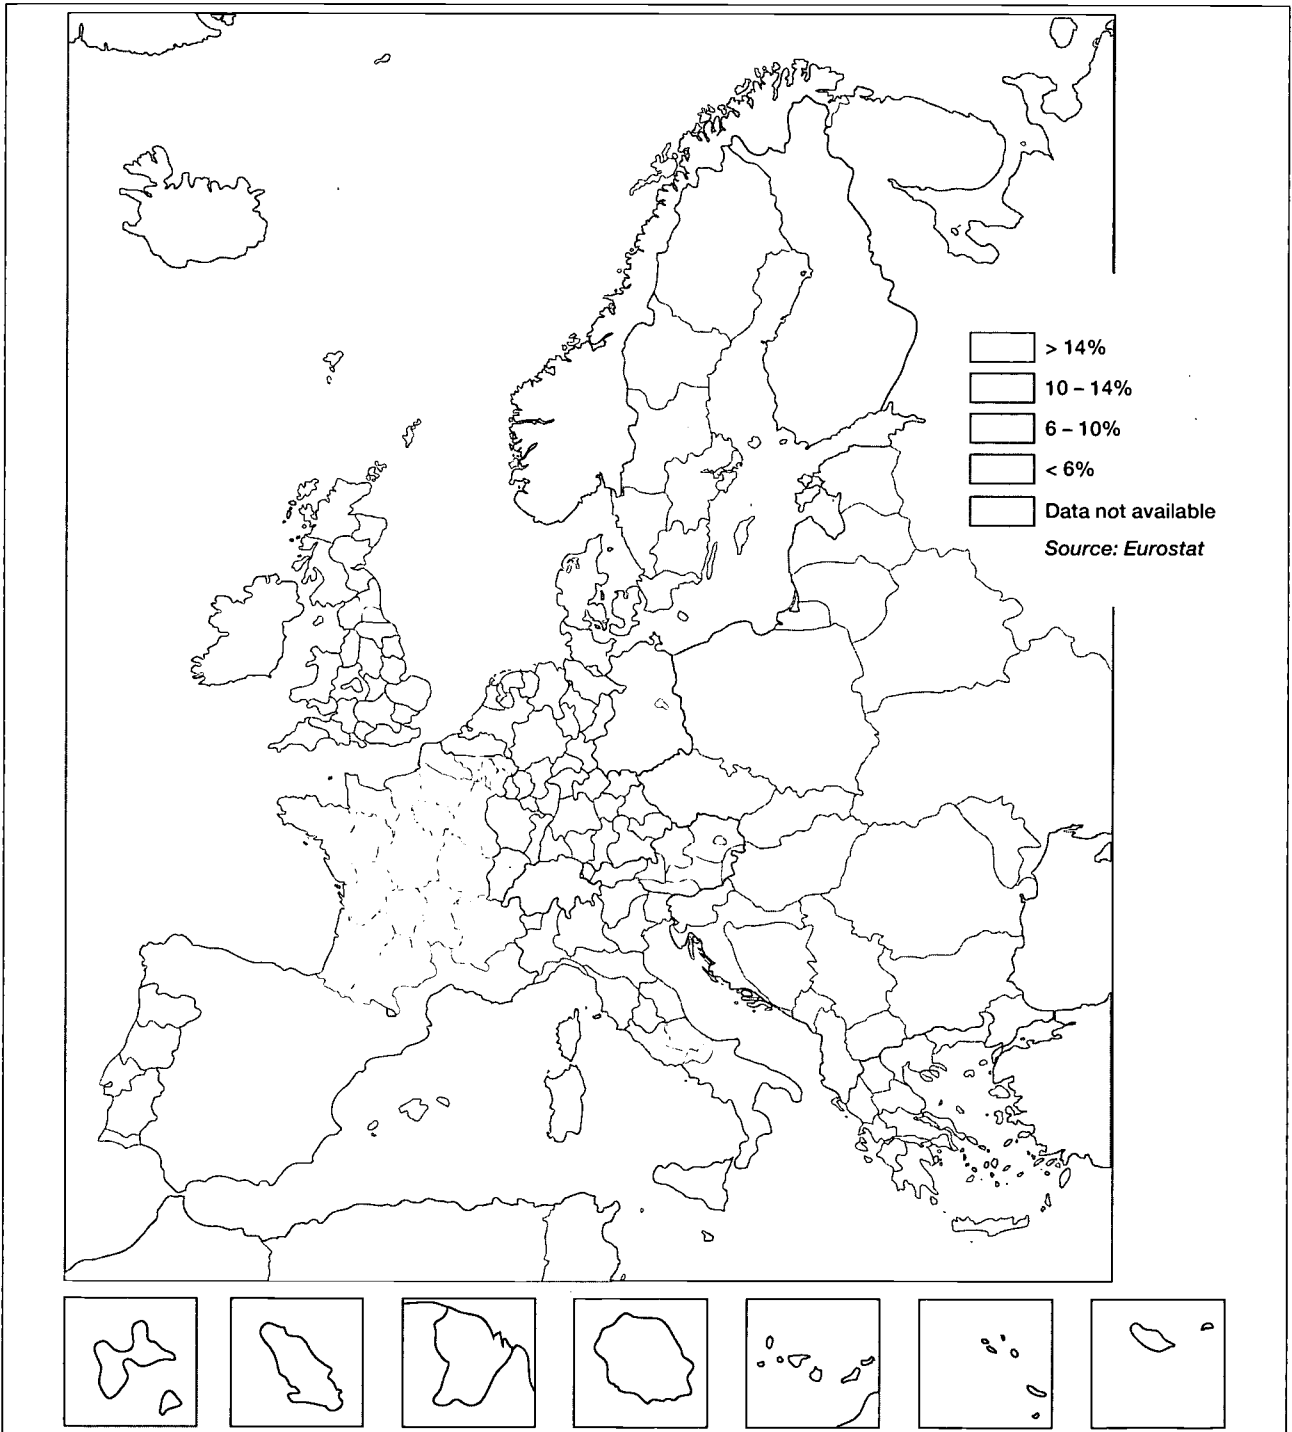 > 14%
10 – 14%
6 – 10%
< 6%
Data not available
Source: Eurostat